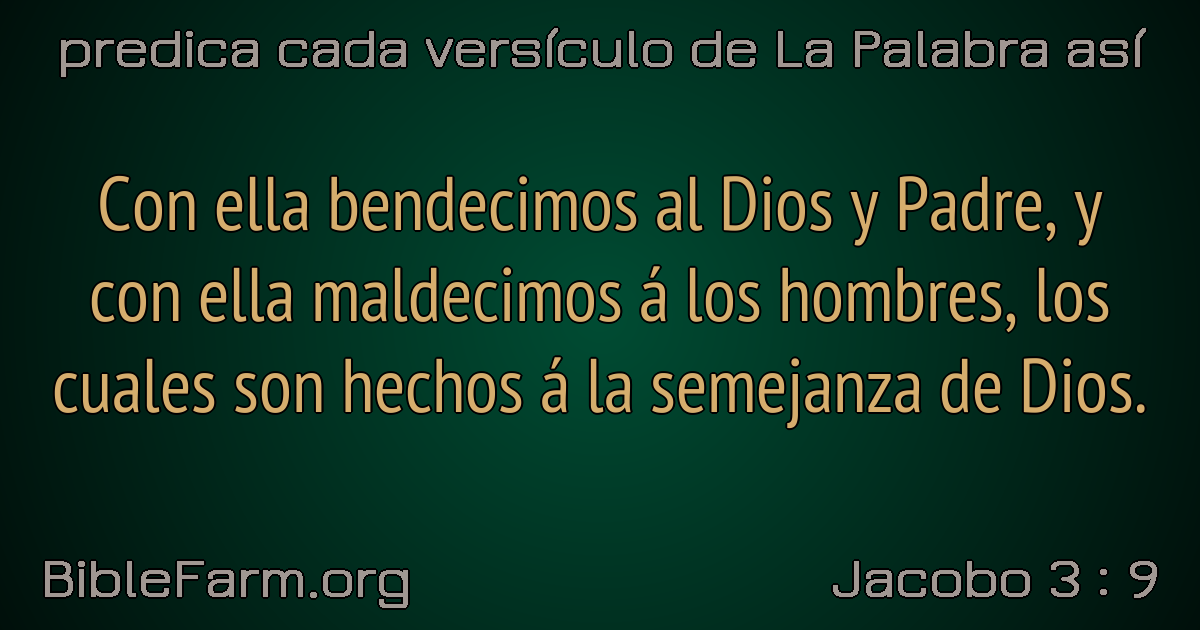 predica cada versículo de La Palabra así
Con ella bendecimos al Dios y Padre, y
con ella maldecimos á los hombres, los
cuales son hechos á la semejanza de Dios.
BibleFarm.org
Jacobo 3 : 9